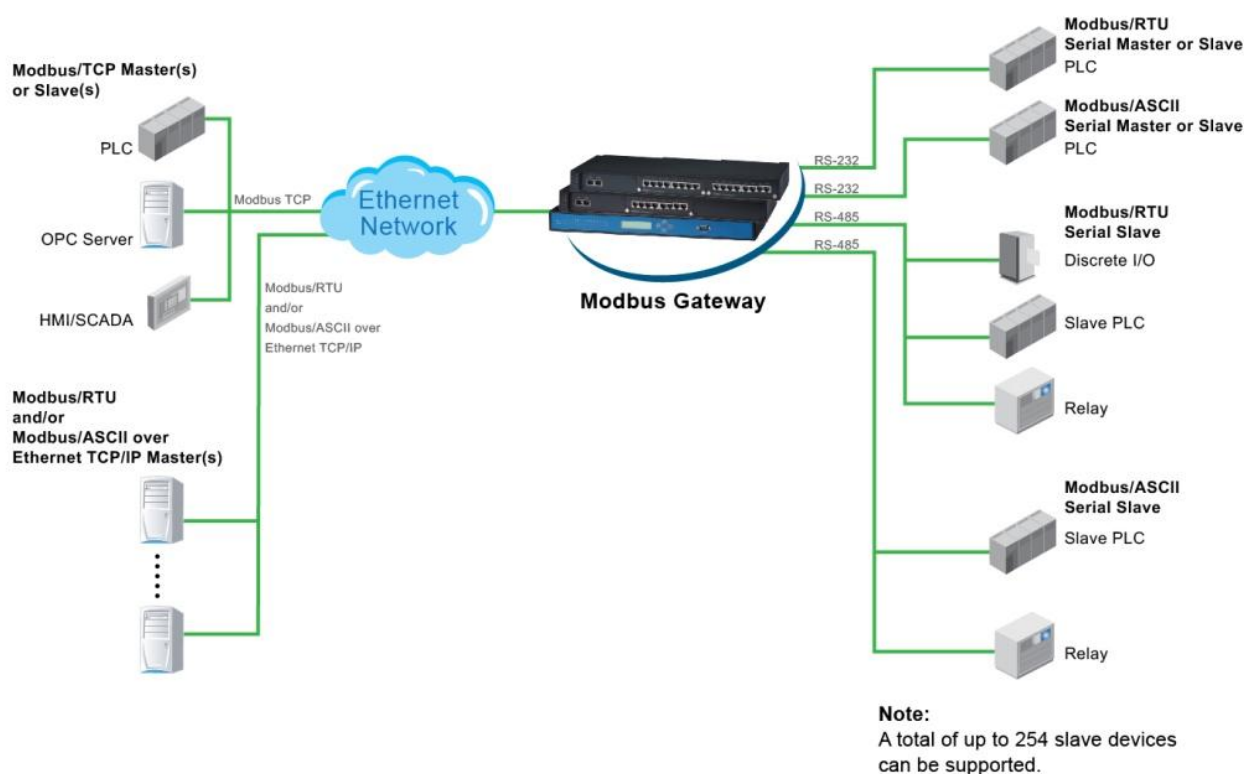 Modbus/TCP Master(s)
or Slave(s)
PLC
OPC Server
HMI/SCADA
Modbus TCP
Ethernet
Network
Modbus/RTU
and/or
Modbus/ASCII over
Ethernet TCP/IP
Modbus/RTU
and/or
Modbus/ASCII over
Ethernet TCP/IP Master(s)
Modbus Gateway
RS-232
RS-232
RS-485
RS-485
Modbus/RTU
Serial Master or Slave
PLC
Modbus/ASCII
Serial Master or Slave
PLC
Modbus/RTU
Serial Slave
Discrete I/O
Slave PLC
Relay
Modbus/ASCII
Serial Slave
Slave PLC
Relay
Note:
A total of up to 254 slave devices
can be supported.